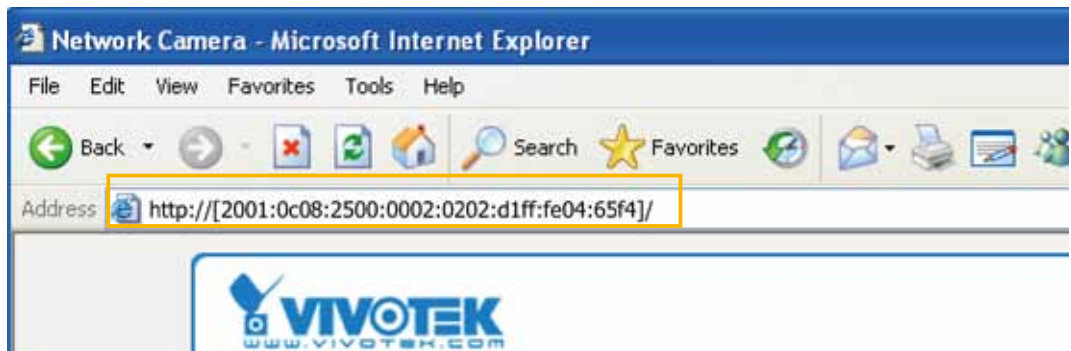 Network Camera - Microsoft Internet Explorer
File Edit View Favorites Tools Help
Back Search Favorites
Address http://[2001:0c08:2500:0002:0202:d1ff:fe04:65f4]/
VIVOTEK
www.vivotek.com